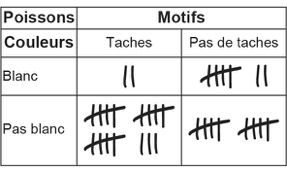 Poissons Motifs
Couleurs Taches Pas de taches
Blanc
Pas blanc